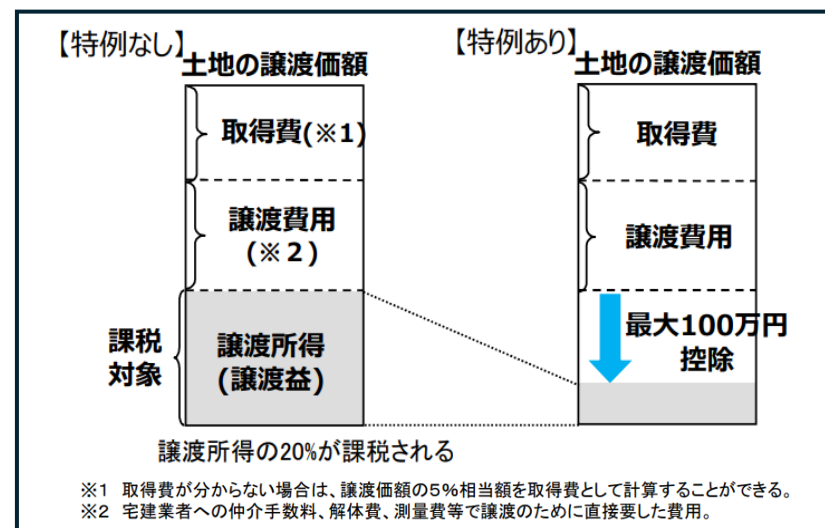 【特例なし】
土地の譲渡価額
取得費(※1)
譲渡費用
(※2)
課税
対象
譲渡所得
(譲渡益)
譲渡所得の20%が課税される
【特例あり】
土地の譲渡価額
取得費
譲渡費用
最大100万円
控除
※1 取得費が分からない場合は、譲渡価額の5%相当額を取得費として計算することができる。
※2 宅建業者への仲介手数料、解体費、測量費等で譲渡のために直接要した費用。